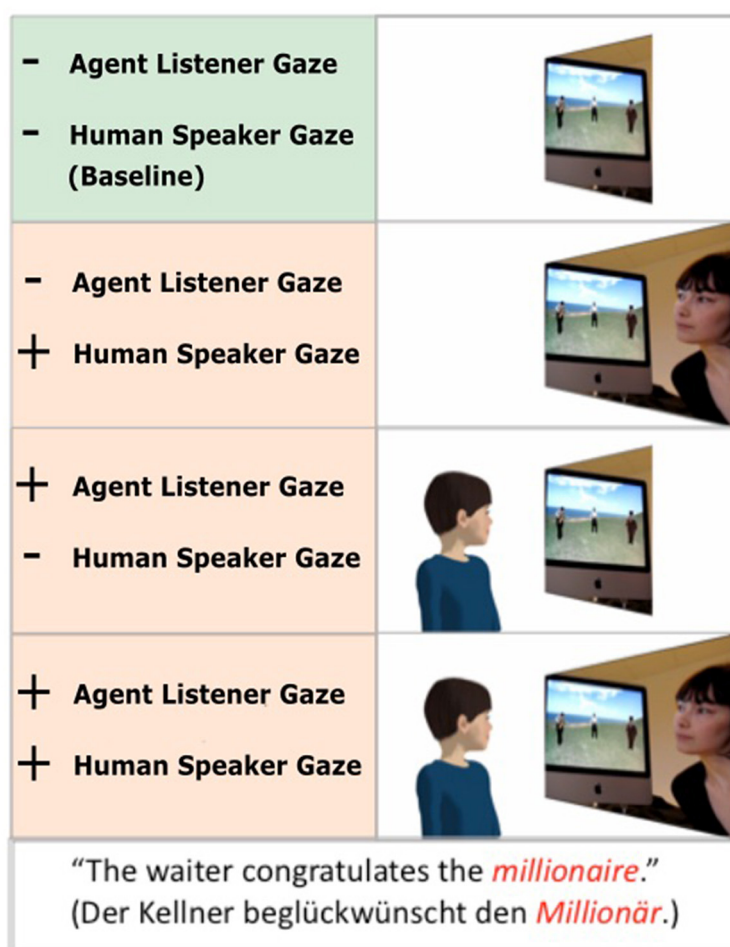 - Agent Listener Gaze
- Human Speaker Gaze
(Baseline)
- Agent Listener Gaze
+ Human Speaker Gaze
+ Agent Listener Gaze
- Human Speaker Gaze
+ Agent Listener Gaze
+ Human Speaker Gaze
“The waiter congratulates the millionaire.”
(Der Kellner beglückwünscht den Millionär.)